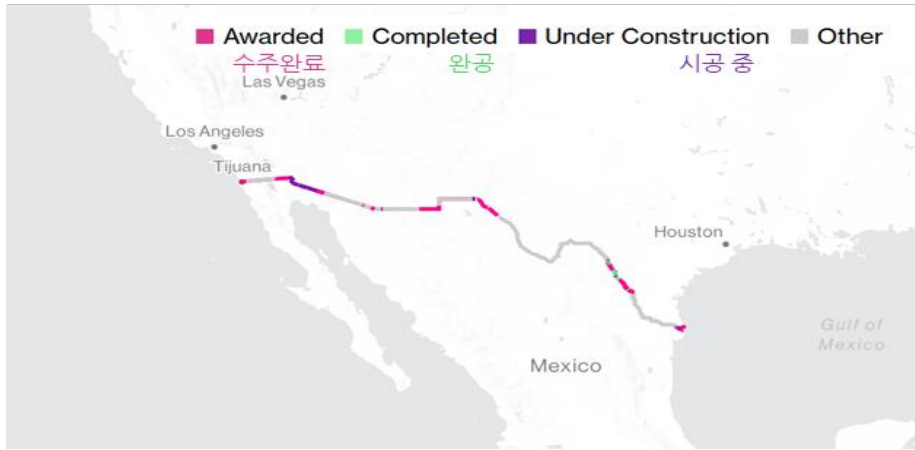 Awarded Completed Under Construction Other
수주완료 완공 시공 중
Las Vegas
Los Angeles
Tijuana
Houston
Gulf of
Mexico
Mexico